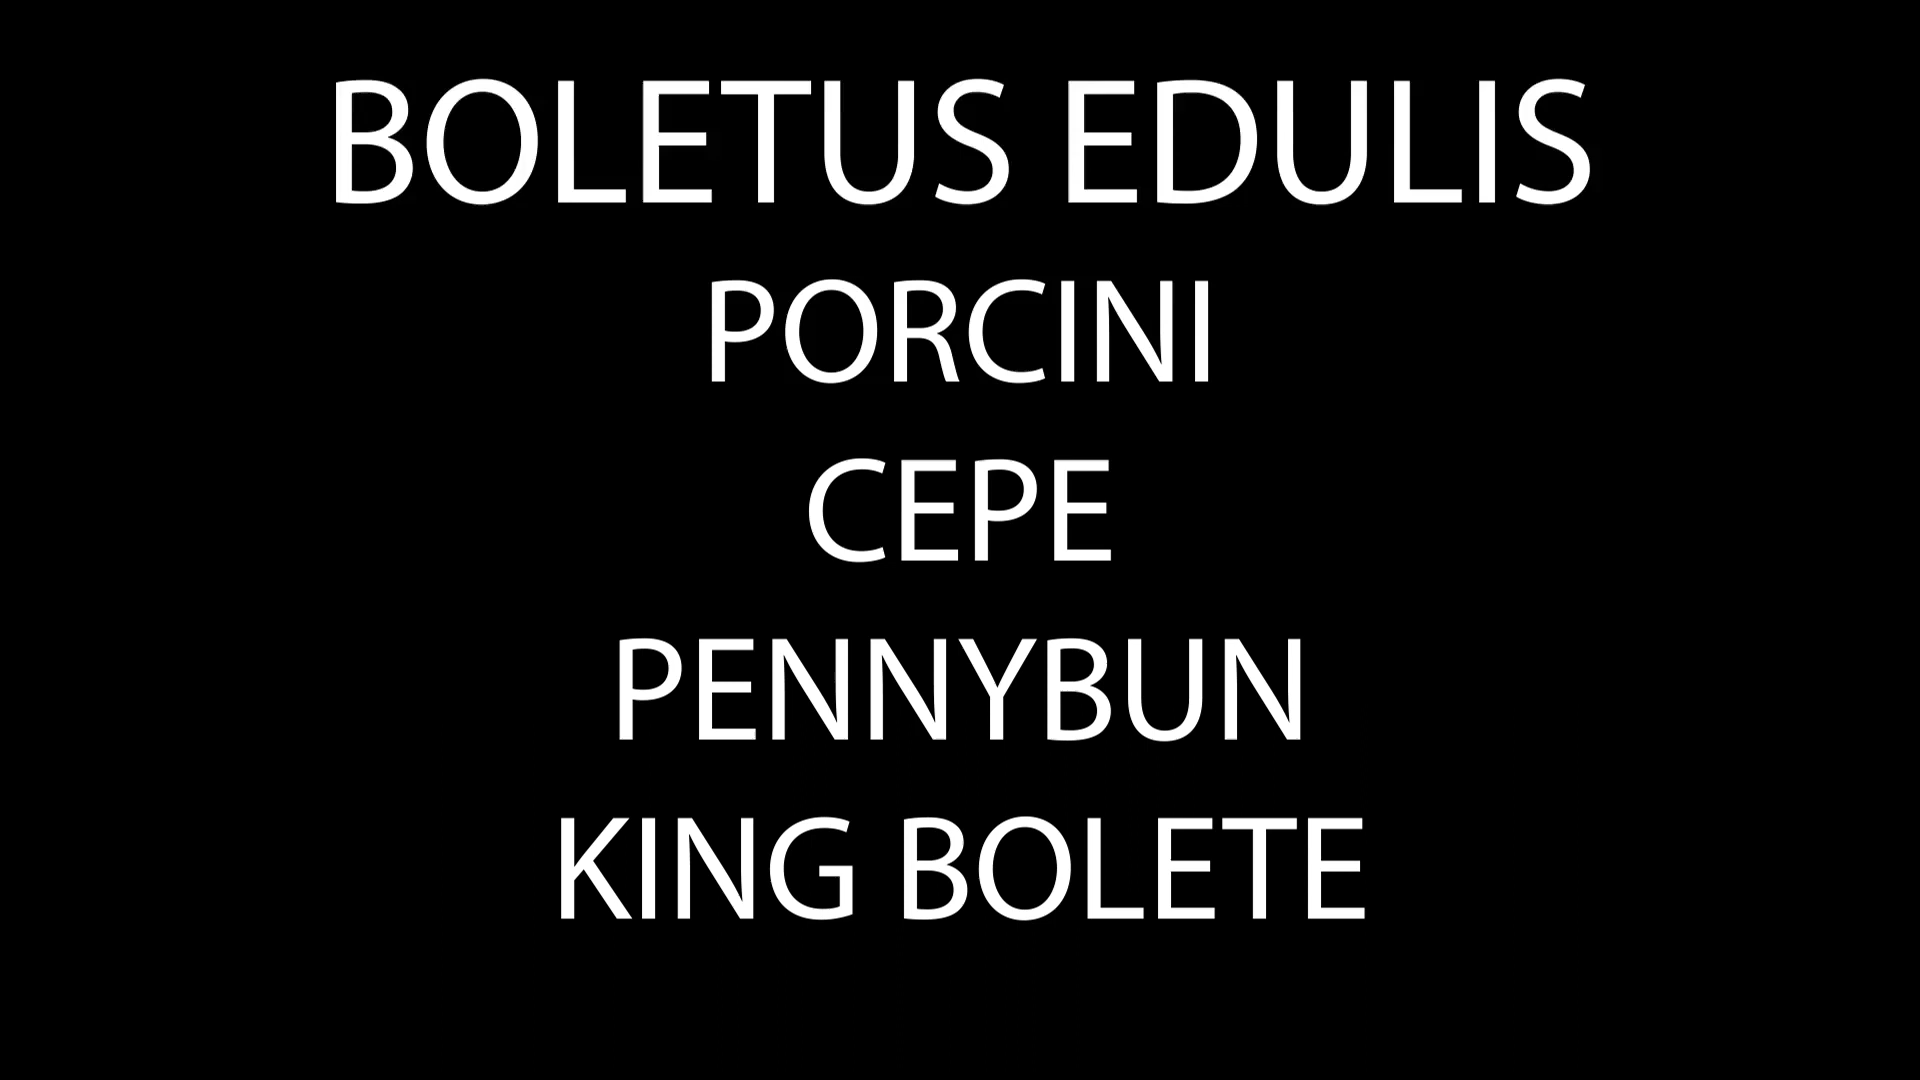 BOLETUS EDULIS
PORCINI
CEPE
PENNYBUN
KING BOLETE